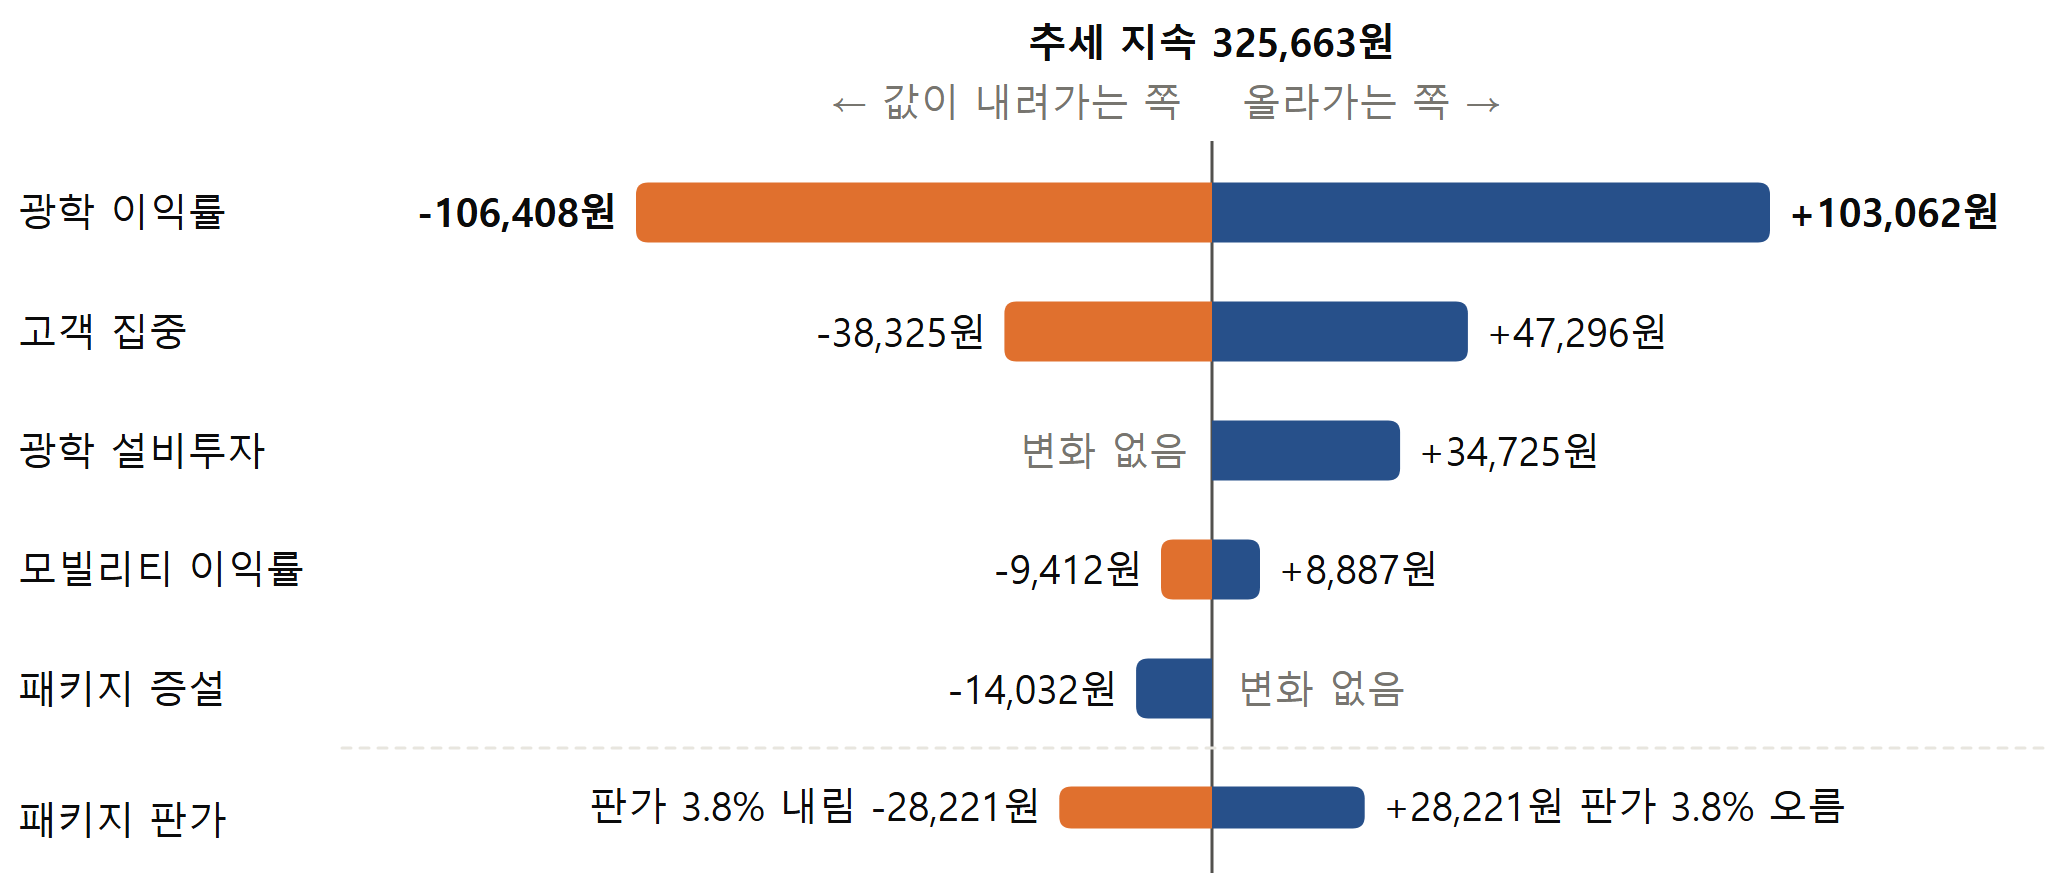 추세 지속 325,663원
← 값이 내려가는 쪽 올라가는 쪽 →
광학 이익률 -106,408원 +103,062원
고객 집중 -38,325원 +47,296원
광학 설비투자 변화 없음 +34,725원
모빌리티 이익률 -9,412원 +8,887원
패키지 증설 -14,032원 변화 없음
패키지 판가 판가 3.8% 내림 -28,221원 +28,221원 판가 3.8% 오름